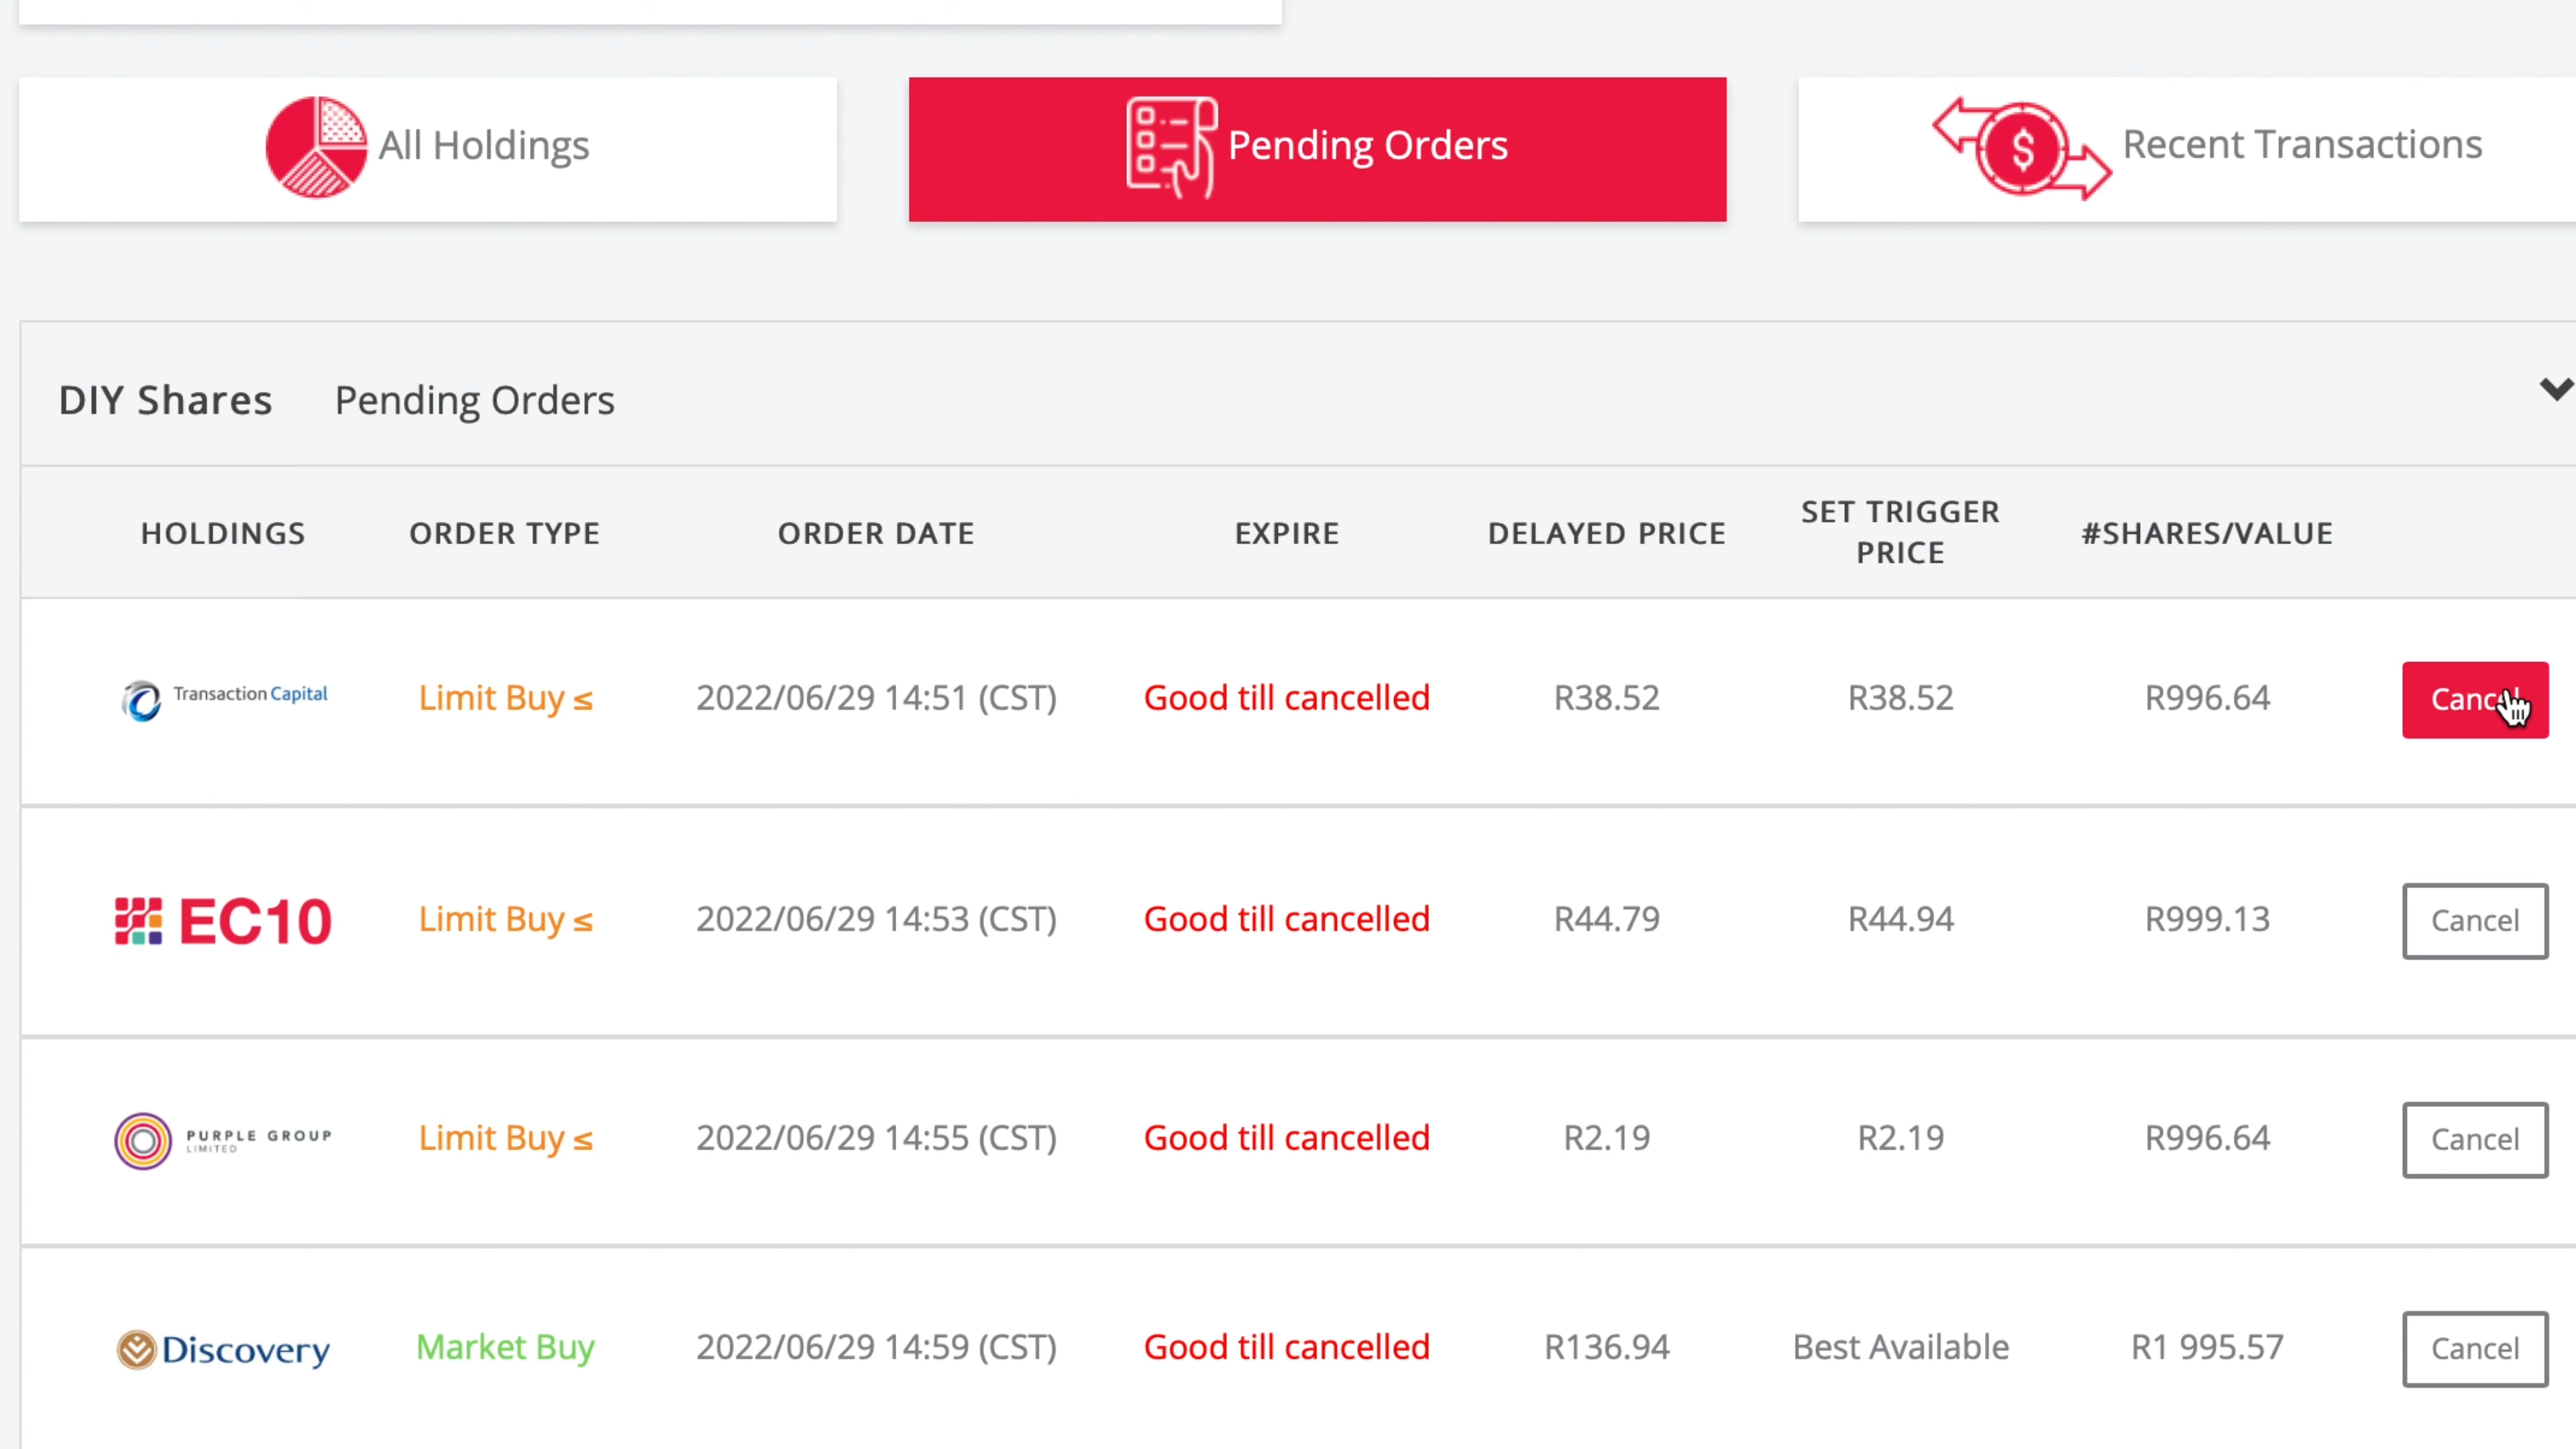 All Holdings
Pending Orders
Recent Transactions
DIY Shares Pending Orders
HOLDINGS ORDER TYPE ORDER DATE EXPIRE DELAYED PRICE SET TRIGGER PRICE #SHARES/VALUE
Transaction Capital Limit Buy ≤ 2022/06/29 14:51 (CST) Good till cancelled R38.52 R38.52 R996.64
EC10 Limit Buy ≤ 2022/06/29 14:53 (CST) Good till cancelled R44.79 R44.94 R999.13 Cancel
PURPLE GROUP LIMITED Limit Buy ≤ 2022/06/29 14:55 (CST) Good till cancelled R2.19 R2.19 R996.64 Cancel
Discovery Market Buy 2022/06/29 14:59 (CST) Good till cancelled R136.94 Best Available R1 995.57 Cancel